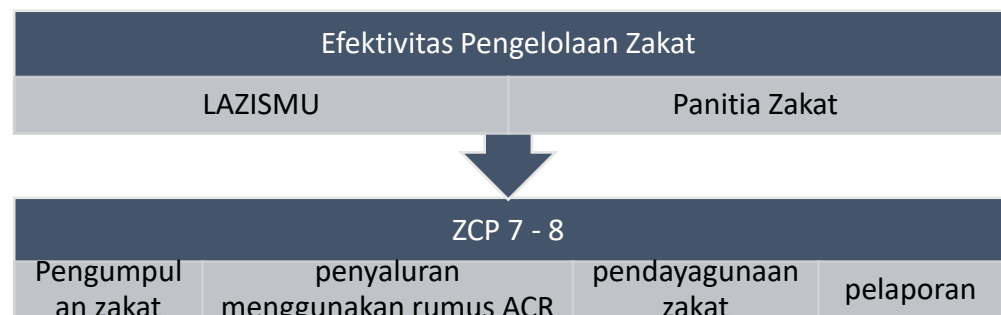 Efektivitas Pengelolaan Zakat
LAZISMU Panitia Zakat
ZCP 7 - 8
Pengumpul penyaluran pendayagunaan pelaporan
an zakat menggunakan rumus ACR zakat